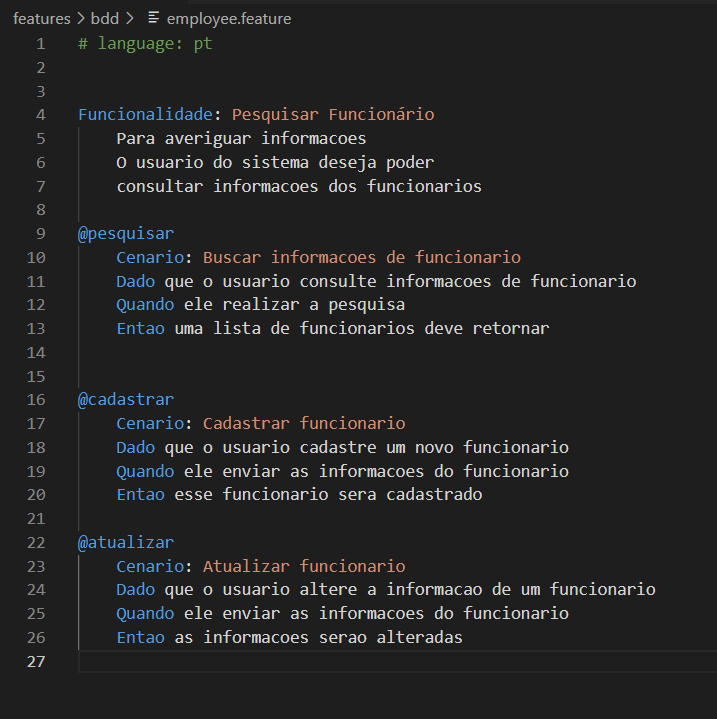 features > bdd > employee.feature
1 # language: pt
2
3
4 Funcionalidade: Pesquisar Funcionário
5 Para averiguar informacoes
6 O usuario do sistema deseja poder
7 consultar informacoes dos funcionarios
8
9 @pesquisar
10 Cenario: Buscar informacoes de funcionario
11 Dado que o usuario consulte informacoes de funcionario
12 Quando ele realizar a pesquisa
13 Entao uma lista de funcionarios deve retornar
14
15
16 @cadastrar
17 Cenario: Cadastrar funcionario
18 Dado que o usuario cadastre um novo funcionario
19 Quando ele enviar as informacoes do funcionario
20 Entao esse funcionario sera cadastrado
21
22 @atualizar
23 Cenario: Atualizar funcionario
24 Dado que o usuario altere a informacao de um funcionario
25 Quando ele enviar as informacoes do funcionario
26 Entao as informacoes serao alteradas
27